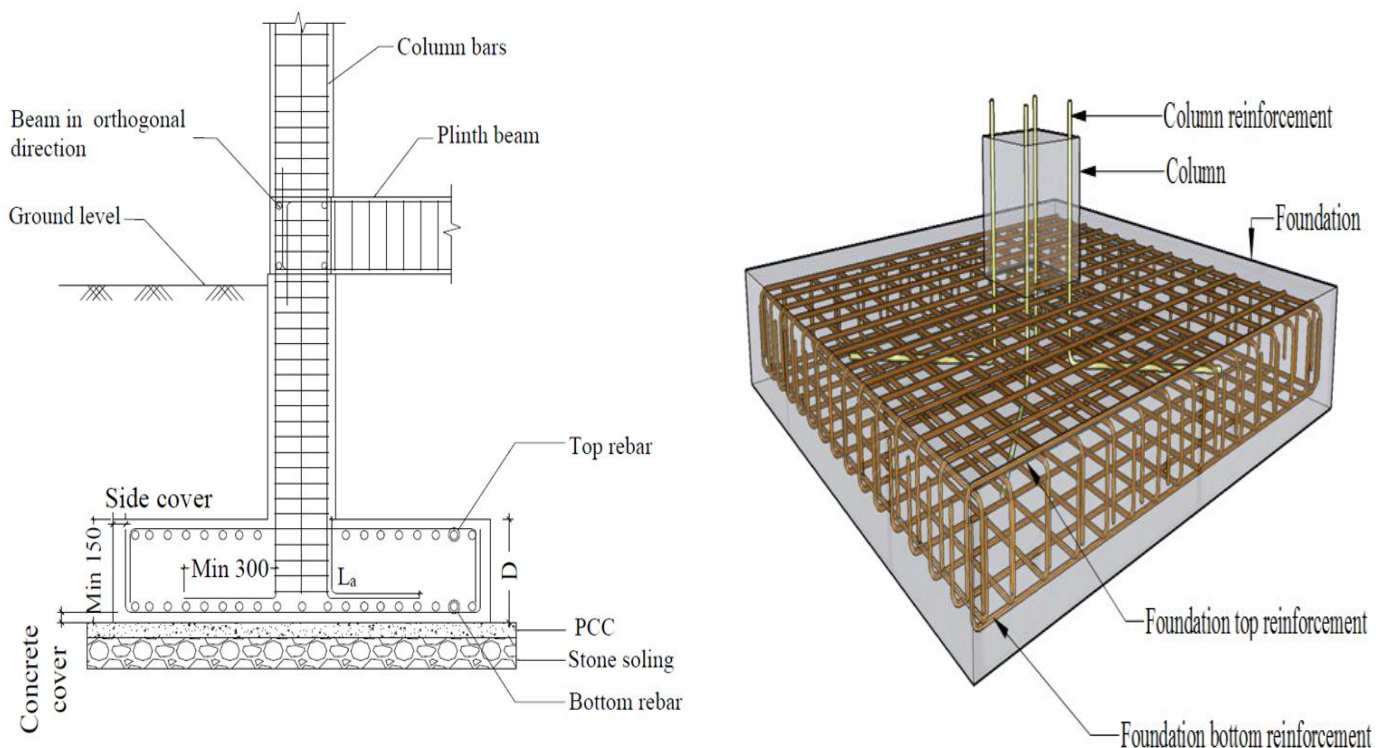 Column bars
Beam in orthogonal
direction
Plinth beam
Ground level
Top rebar
Side cover
Min 150
Min 300
La
D
PCC
Stone soling
Concrete
cover
Bottom rebar
Column reinforcement
Column
Foundation
Foundation top reinforcement
Foundation bottom reinforcement